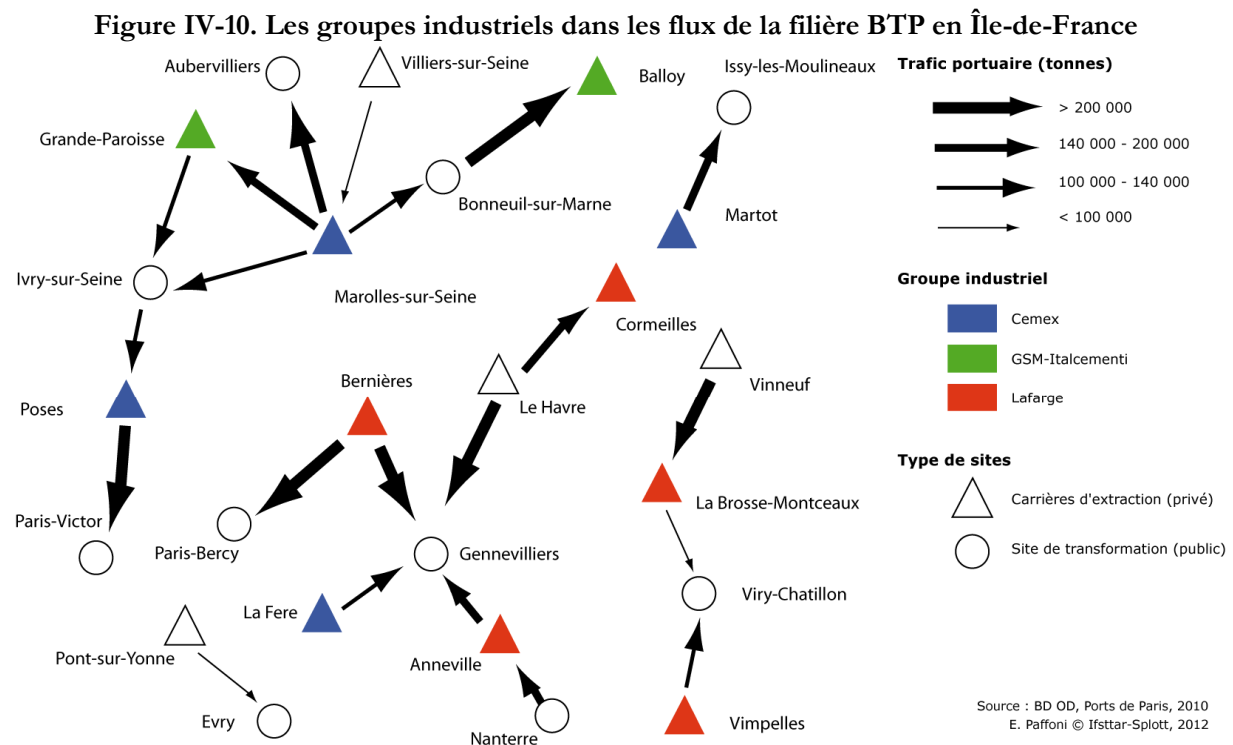 Figure IV-10. Les groupes industriels dans les flux de la filière BTP en Île-de-France
Aubervilliers
Villiers-sur-Seine
Balloy
Issy-les-Moulineaux
Grande-Paroisse
Bonneuil-sur-Marne
Martot
Ivry-sur-Seine
Marolles-sur-Seine
Cormeilles
Bernières
Vinneuf
Poses
Le Havre
La Brosse-Montceaux
Paris-Victor
Paris-Bercy
Gennevilliers
Viry-Chatillon
La Fere
Pont-sur-Yonne
Anneville
Evry
Nanterre
Vimpelles
Trafic portuaire (tonnes)
> 200 000
140 000 - 200 000
100 000 - 140 000
< 100 000
Groupe industriel
Cemex
GSM-Italcementi
Lafarge
Type de sites
Carrières d'extraction (privé)
Site de transformation (public)
Source : BD OD, Ports de Paris, 2010
E. Paffoni © Ifsttar-Splott, 2012